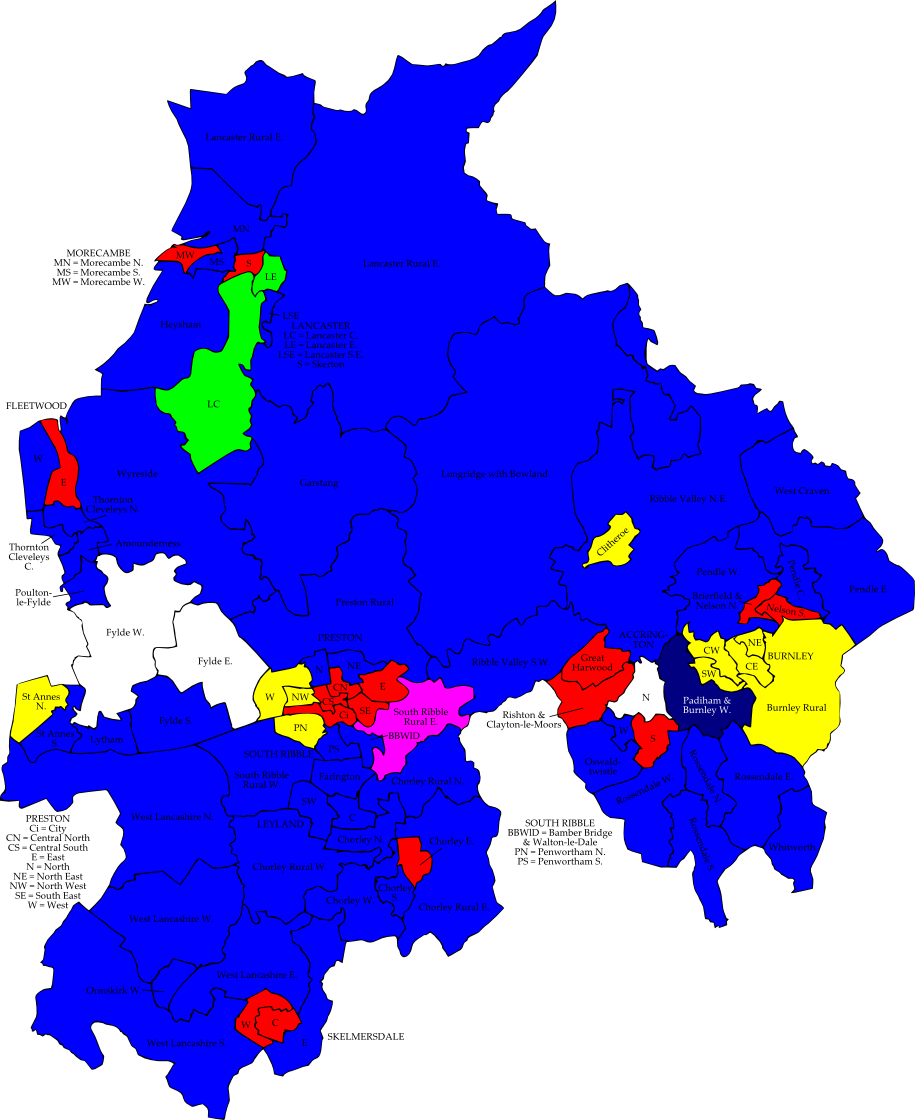 Lancaster Rural E.
MN
MORECAMBE
MN = Morecambe N.
MS = Morecambe S.
MW = Morecambe W.
MW
MS
S
LE
Lancaster Rural E.
Heysham
LSE
LANCASTER
LC = Lancaster C.
LE = Lancaster E.
LSE = Lancaster S.E.
S = Skerton
LC
FLEETWOOD
W.
E
Wyreside
Garstang
Longridge with Bowland
Ribble Valley N.E.
West Craven
Thornton
Cleveleys N.
Amounderness
Thornton
Cleveleys
C.
Clitheroe
Poulton-
le-Fylde
Preston Rural
Pendle W.
Pendle C.
Pendle E.
Brierfield &
Nelson N.
Nelson S.
Fylde W.
Fylde E.
PRESTON
N
NE
Ribble Valley S.W.
ACCRING-
TON
Great
Harwood
CW
NE
BURNLEY
SW
CE
St Annes
N.
W
NW
CN
E
CS
Ci
SE
South Ribble
Rural E.
BBWID
N
Padiham &
Burnley W.
Burnley Rural
Rishton &
Clayton-le-Moors
St Annes
S.
Lytham
Fylde S.
PN
SOUTH RIBBLE
PS
W
S
Oswald-
twistle
South Ribble
Rural W.
Farington
Chorley Rural N.
Rossendale W.
Rossendale N.
Rossendale E.
SW
C
LEYLAND
West Lancashire N.
PRESTON
Ci = City
CN = Central North
CS = Central South
E = East
N = North
NE = North East
NW = North West
SE = South East
W = West
SOUTH RIBBLE
BBWID = Bamber Bridge
& Walton-le-Dale
PN = Penwortham N.
PS = Penwortham S.
Chorley N.
Chorley E.
Whitworth
Chorley Rural W.
Chorley
S.
Chorley W.
Chorley Rural E.
West Lancashire W.
West Lancashire E.
Ormskirk W.
W
C
E
SKELMERSDALE
West Lancashire S.